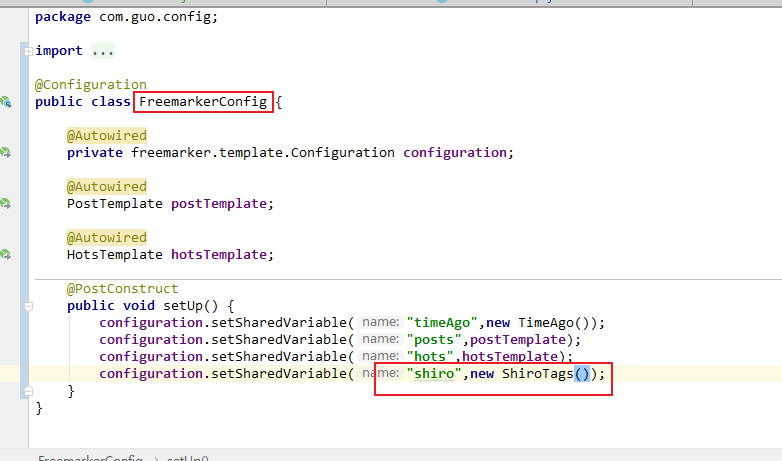 package com.guo.config;
import ...
@Configuration
public class FreemarkerConfig {
@Autowired
private freemarker.template.Configuration configuration;
@Autowired
PostTemplate postTemplate;
@Autowired
HotsTemplate hotsTemplate;
@PostConstruct
public void setUp() {
configuration.setSharedVariable( name: "timeAgo",new TimeAgo());
configuration.setSharedVariable( name: "posts",postTemplate);
configuration.setSharedVariable( name: "hots",hotsTemplate);
configuration.setSharedVariable( name: "shiro",new ShiroTags());
}
}
FreemarkerConfig > setUp()